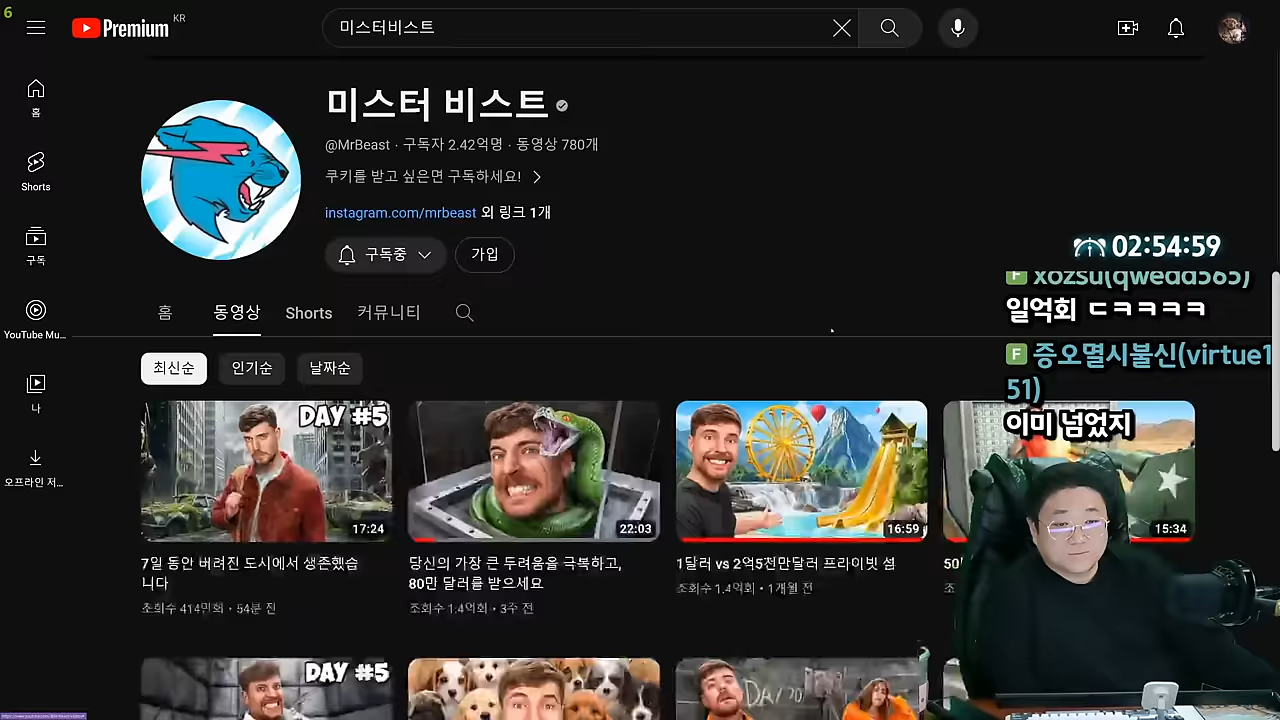 6
Premium KR
미스터비스트
홈
Shorts
구독
YouTube Mu...
나
오프라인 저...
미스터 비스트
@MrBeast · 구독자 2.42억명 · 동영상 780개
쿠키를 받고 싶은면 구독하세요!
instagram.com/mrbeast 외 링크 1개
구독중
가입
홈 동영상 Shorts 커뮤니티
최신순 인기순 날짜순
02:54:59
F xozsu(qwedd565)
일억회 ㄷㅋㅋㅋㅋ
F 증오멸시불신(virtue1
51)
이미 넘었지
DAY #5
17:24
22:03
16:59
15:34
7일 동안 버려진 도시에서 생존했습
니다
조회수 414만회 · 54분 전
당신의 가장 큰 두려움을 극복하고,
80만 달러를 받으세요
조회수 1.4억회 · 3주 전
1달러 vs 2억5천만달러 프라이빗 섬
조회수 1.4억회 · 1개월 전
50
조
DAY #5